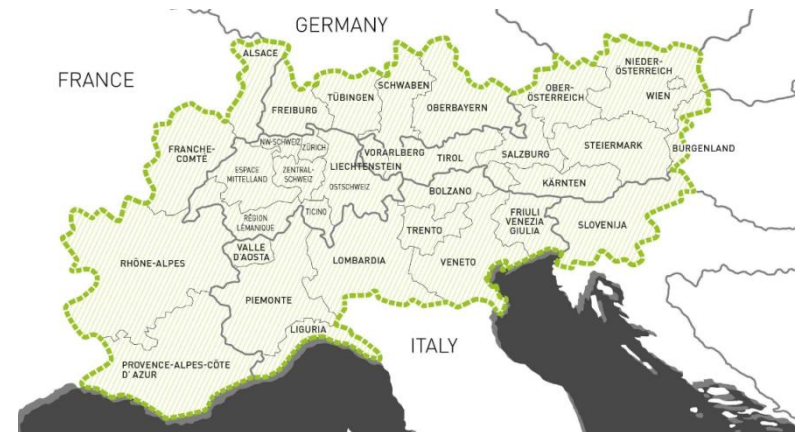 GERMANY
FRANCE
ALSACE
FREIBURG
TÜBINGEN
SCHWABEN
OBERBAYERN
OBER-
ÖSTERREICH
NIEDER-
ÖSTERREICH
WIEN
FRANCHE-
COMTÉ
NW-SCHWEIZ
ZÜRICH
VORARLBERG
TIROL
SALZBURG
STEIERMARK
BURGENLAND
ESPACE
MITTELLAND
ZENTRAL-
SCHWEIZ
LIECHTENSTEIN
OSTSCHWEIZ
BOLZANO
KÄRNTEN
RÉGION
LÉMANIQUE
TICINO
TRENTO
FRIULI
VENEZIA
GIULIA
SLOVENIJA
RHÔNE-ALPES
VALLE
D'AOSTA
LOMBARDIA
VENETO
PIEMONTE
LIGURIA
ITALY
PROVENCE-ALPES-CÔTE
D' AZUR